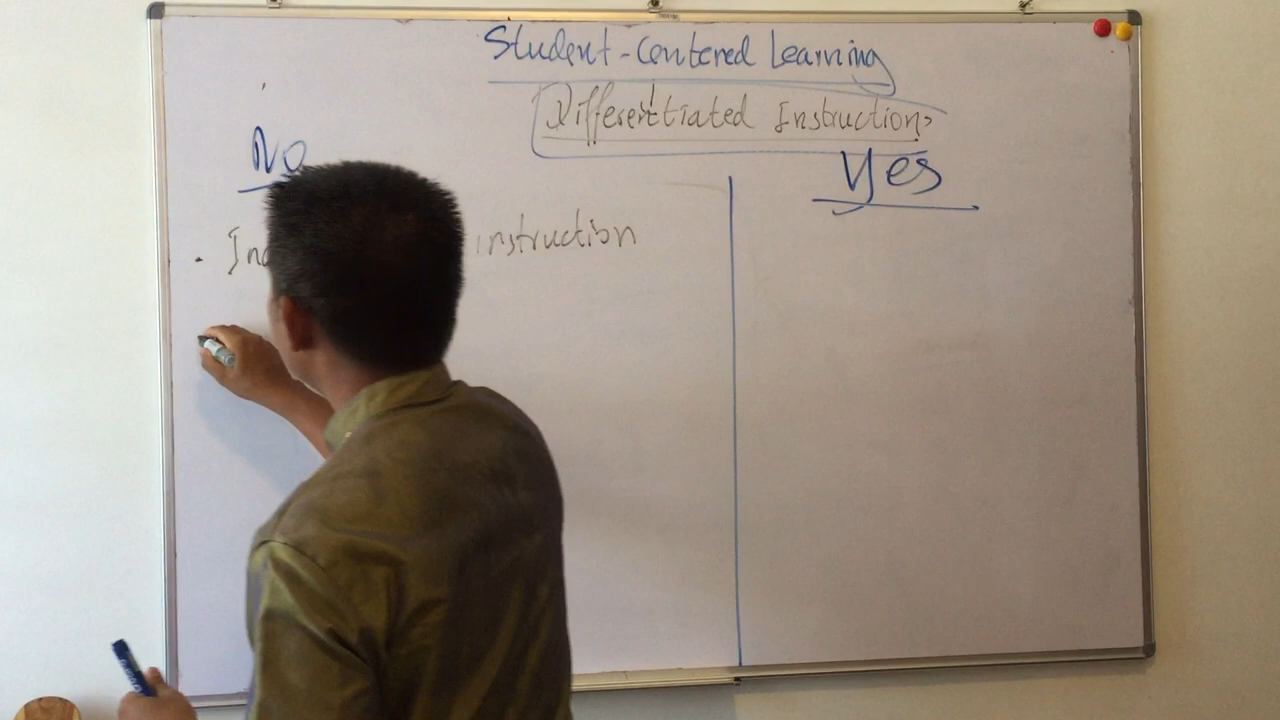 Student-Centered Learning
Differentiated Instruction
No
Yes
instruction